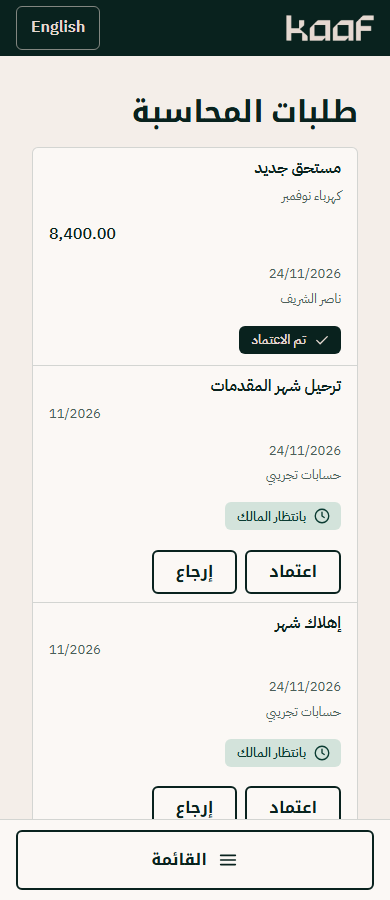 English
kaaf
طلبات المحاسبة
مستحق جديد
كهرباء نوفمبر
8,400.00
24/11/2026
ناصر الشريف
تم الاعتماد
ترحيل شهر المقدمات
11/2026
24/11/2026
حسابات تجريبي
بانتظار المالك
اعتماد
إرجاع
إهلاك شهر
11/2026
24/11/2026
حسابات تجريبي
بانتظار المالك
اعتماد
إرجاع
القائمة